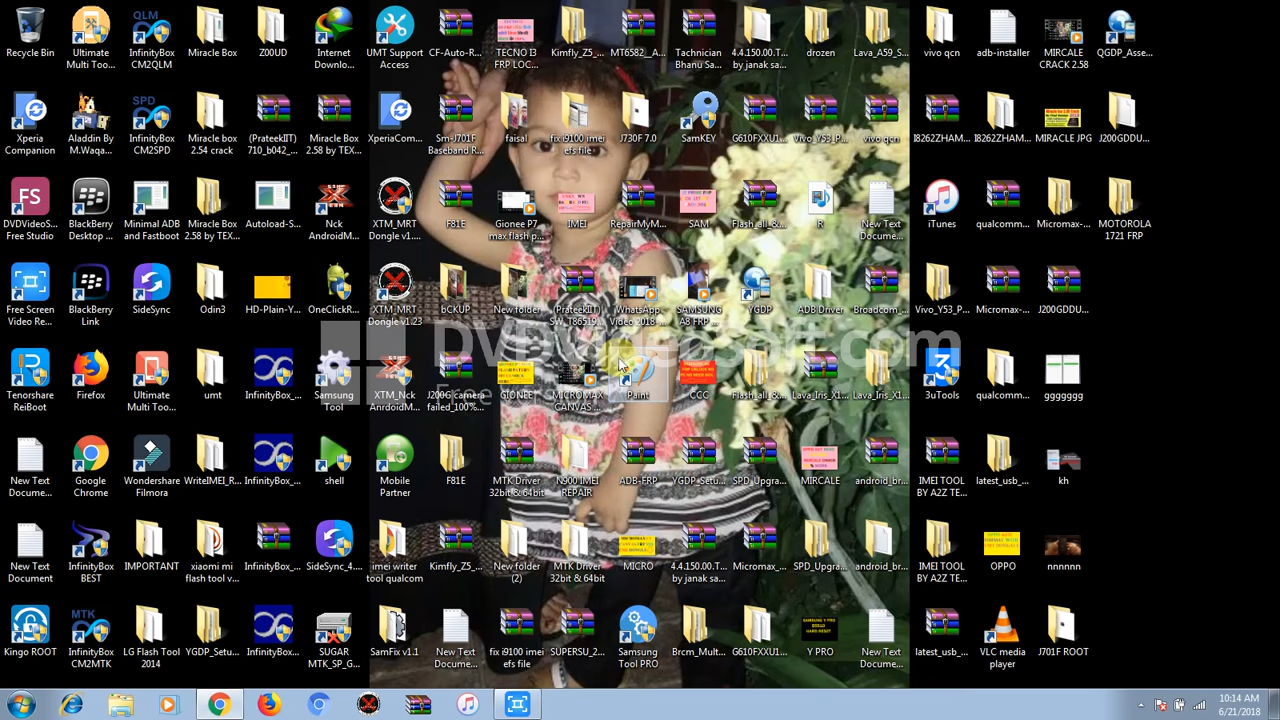 Recycle Bin
Ultimate
Multi Too...
InfinityBox
CM2QLM
Miracle Box
Z00UD
Internet
Downlo...
UMT Support
Access
CF-Auto-R...
TECNO I3
FRP LOC...
Kimfly_Z5_...
MT6582__A...
Technician
Bhanu Sa...
4.4.150.00.T...
by janak sa...
drozen
Lava_A59_S...
vivo qcn
adb-installer
MIRCALE
CRACK 2.58
QGDP_Asse...
Xperia
Companion
Aladdin By
M.Waqa...
InfinityBox
CM2SPD
Miracle box
242 crack
(PrateekIIT)
710_b042_...
Miracle Box
2.58 by TEX...
XperiaCom...
Sm-J701F
Baseband R...
faisal
fix i9100 imei
efs file
J730F 7.0
SamKEY
G610FXXU1...
Vivo_Y53_P...
vivo qcn
I8262ZHAM...
I8262ZHAM...
MIRACLE JPG
J200GDDU...
DVDVideoS...
Free Studio
BlackBerry
Desktop ...
Minimal ADB
and Fastbo...
Miracle Box
2.58 by TEX...
Autoload-S...
Nck
AndroidM...
XTM_MRT
Dongle v1...
F81E
Gionee P7
max flash p...
IMEI
RepairMyM...
SAM
Flash_all_&...
R
New Text
Docume...
iTunes
qualcomm...
Micromax-...
MOTOROLA
1721 FRP
Free Screen
Video Re...
BlackBerry
Link
SideSync
Odin3
HD-Plain-Y...
OneClickR...
XTM_MRT
Dongle v1.23
bCKUP
New folder
(PrateekIIT)
SW_T86519...
WhatsApp
Video 2018-...
SAMSUNG
A8 FRP ...
YGDP
ADB Driver
Broadcom_...
Vivo_Y53_P...
Micromax-...
J200GDDU...
Tenorshare
ReiBoot
Firefox
Ultimate
Multi Too...
umt
InfinityBox_...
Samsung
Tool
XTM_Nck
AnrdoidM...
J200G camera
failed_100%...
GIONEE
MICROMAX
CANVAS ...
Paint
CCC
Flash_all_&...
Lava_Iris_X1...
Lava_Iris_X1...
3uTools
qualcomm...
ggggggg
New Text
Docume...
Google
Chrome
Wondershare
Filmora
WriteIMEI_R...
InfinityBox_...
shell
Mobile
Partner
F81E
MTK Driver
32bit & 64bit
N900 IMEI
REPAIR
ADB-FRP
YGDP_Setu...
SPD_Upgra...
MIRCALE
android_br...
IMEI TOOL
BY A2Z TE...
latest_usb_...
kh
New Text
Document
InfinityBox
BEST
IMPORTANT
xiaomi mi
flash tool v...
InfinityBox_...
SideSync_4...
imei writer
tool qualcom
Kimfly_Z5_...
New folder
(2)
MTK Driver
32bit & 64bit
MICRO
4.4.150.00.T...
by janak sa...
Micromax_...
SPD_Upgra...
android_br...
IMEI TOOL
BY A2Z TE...
OPPO
nnnnnn
Kingo ROOT
InfinityBox
CM2MTK
LG Flash Tool
2014
YGDP_Setu...
InfinityBox...
SUGAR
MTK_SP_G...
SamFix v1.1
New Text
Docume...
fix i9100 imei
efs file
SUPERSU_2...
Samsung
Tool PRO
Brcm_Mult...
G610FXXU1...
Y PRO
New Text
Docume...
latest_usb_...
VLC media
player
J701F ROOT
10:14 AM
6/21/2018